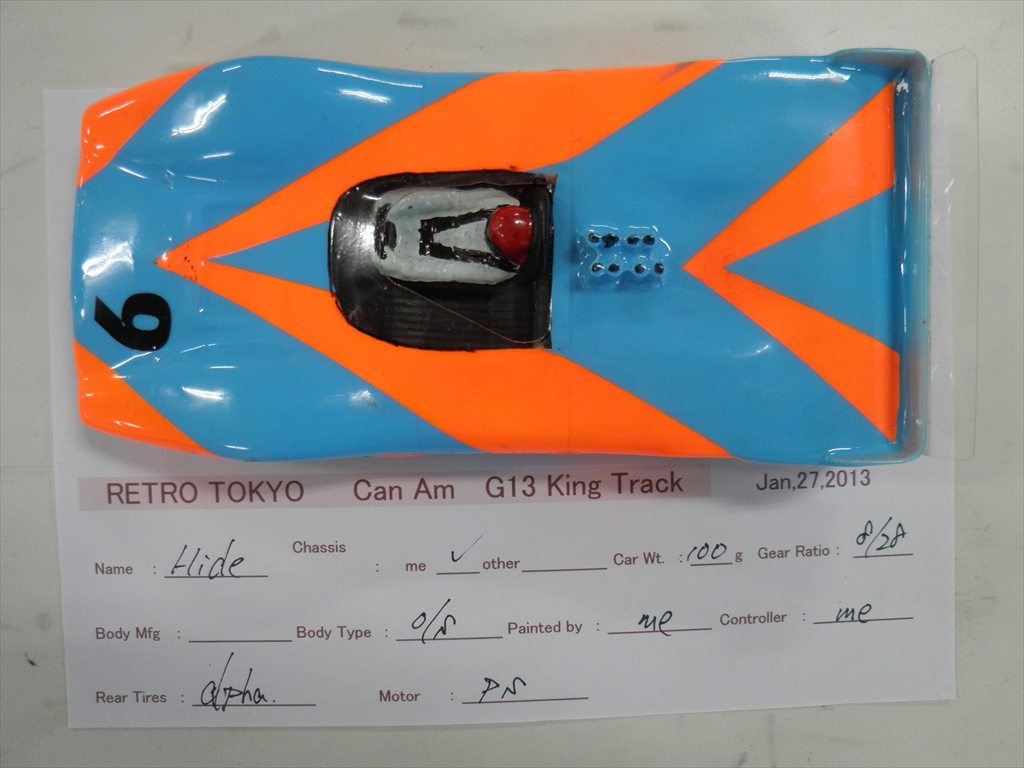 6
RETRO TOKYO Can Am G13 King Track Jan,27,2013
Name : Hide Chassis : me ✓ other Car Wt. : 100 g Gear Ratio : 8/28
Body Mfg : Body Type : Painted by : me Controller : me
Rear Tires : alpha. Motor :